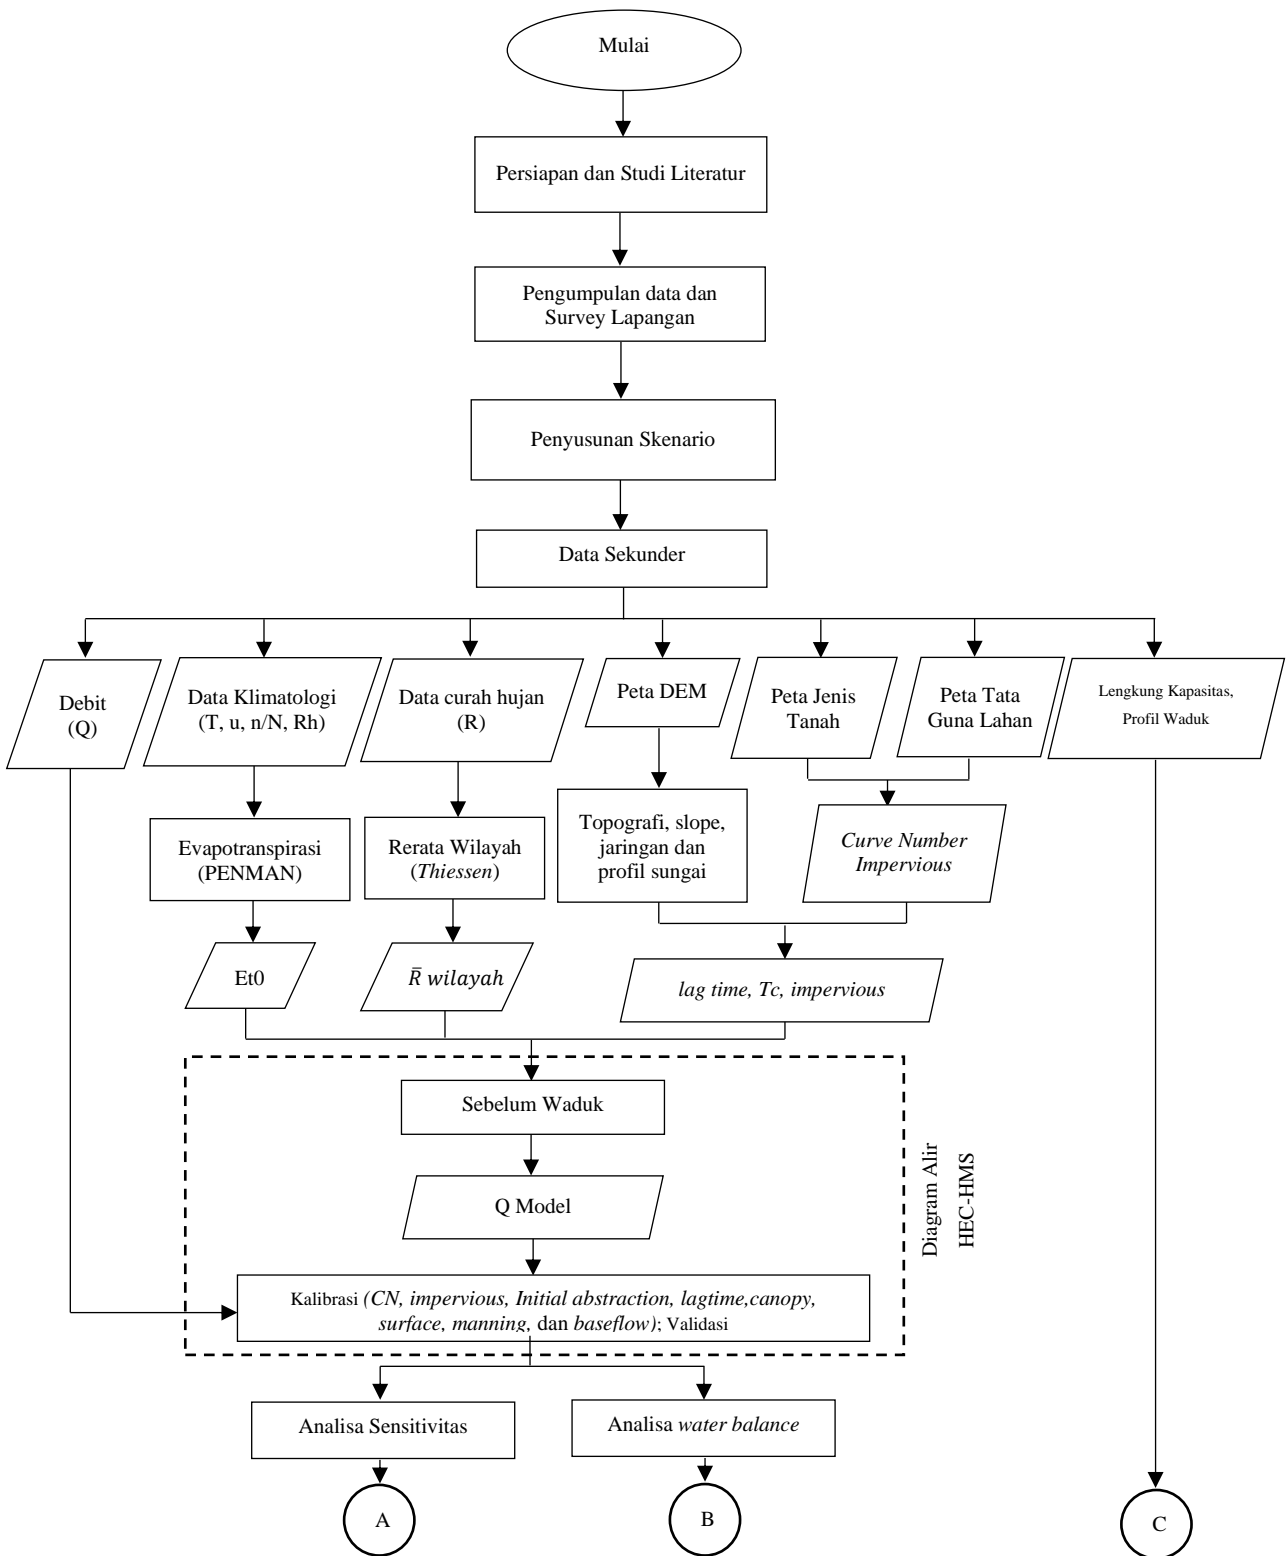 Mulai
Persiapan dan Studi Literatur
Pengumpulan data dan
Survey Lapangan
Penyusunan Skenario
Data Sekunder
Debit
(Q)
Data Klimatologi
(T, u, n/N, Rh)
Data curah hujan
(R)
Peta DEM
Peta Jenis
Tanah
Peta Tata
Guna Lahan
Lengkung Kapasitas,
Profil Waduk
Evapotranspirasi
(PENMAN)
Rerata Wilayah
(Thiessen)
Topografi, slope,
jaringan dan
profil sungai
Curve Number
Impervious
Et0
R̄ wilayah
lag time, Tc, impervious
Sebelum Waduk
Q Model
Diagram Alir
HEC-HMS
Kalibrasi (CN, impervious, Initial abstraction, lagtime,canopy,
surface, manning, dan baseflow); Validasi
Analisa Sensitivitas
Analisa water balance
A
B
C